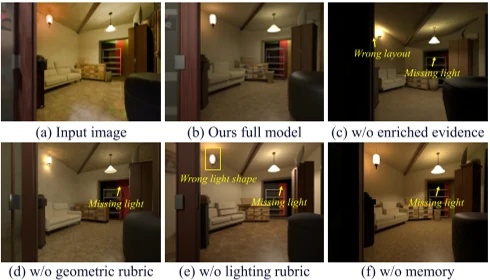 Wrong layout
Missing light
(a) Input image
(b) Ours full model
(c) w/o enriched evidence
Missing light
Wrong light shape
Missing light
(d) w/o geometric rubric
(e) w/o lighting rubric
(f) w/o memory